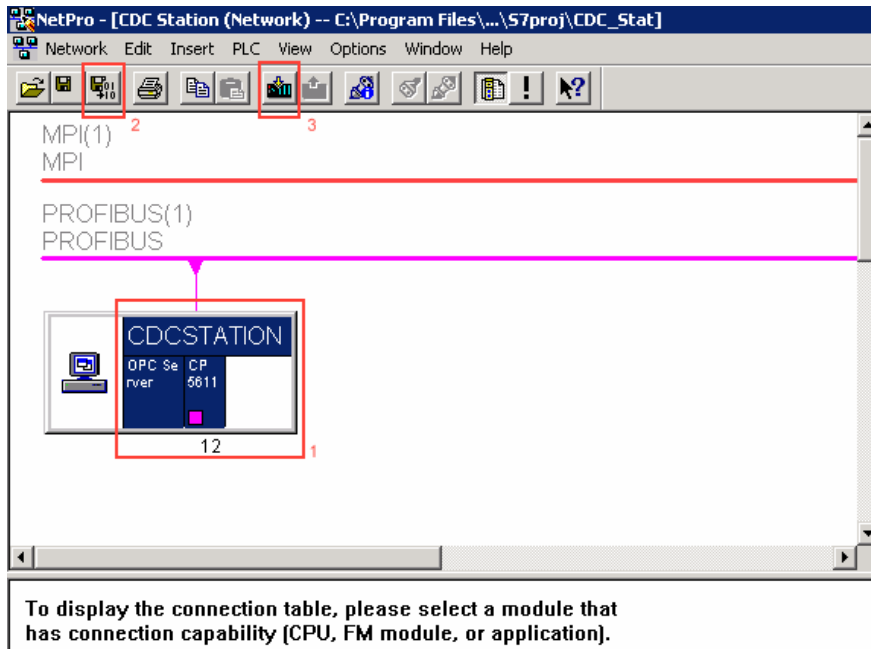 NetPro - [CDC Station (Network) -- C:\Program Files\...\S7proj\CDC_Stat]
Network Edit Insert PLC View Options Window Help
2
3
MPI(1)
MPI
PROFIBUS(1)
PROFIBUS
CDCSTATION
OPC Se
rver
CP
5611
12
1
To display the connection table, please select a module that
has connection capability (CPU, FM module, or application).